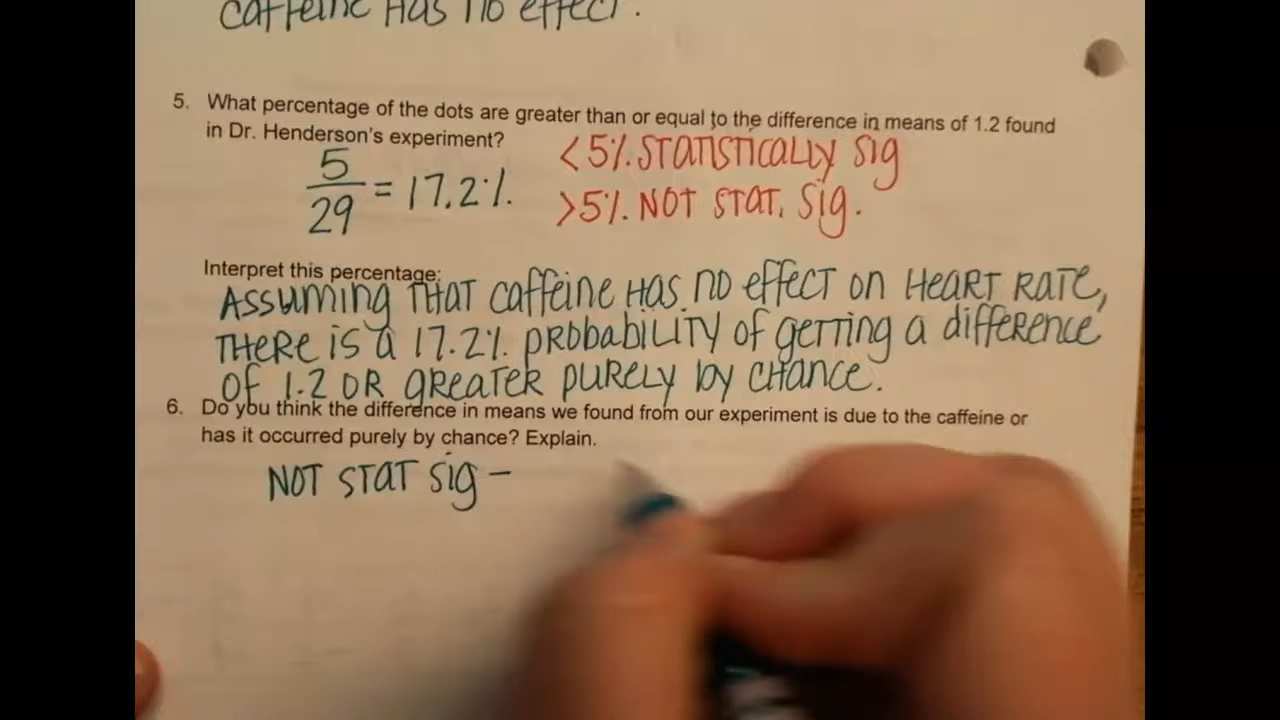 caffeine Has no effect.
5. What percentage of the dots are greater than or equal to the difference in means of 1.2 found
in Dr. Henderson's experiment?
<5% STATISTICALLY Sig
5/29 = 17.2%.
>5% NOT STAT. Sig.
Interpret this percentage:
ASSuming THAT caffeine Has no effecT on HeaRT RaTe,
THeRe is a 17.2% pRobabiLiTy of geTTing a diffeRence
of 1.2 OR gReaTeR puReLy by CHance.
6. Do you think the difference in means we found from our experiment is due to the caffeine or
has it occurred purely by chance? Explain.
NOT STaT Sig –